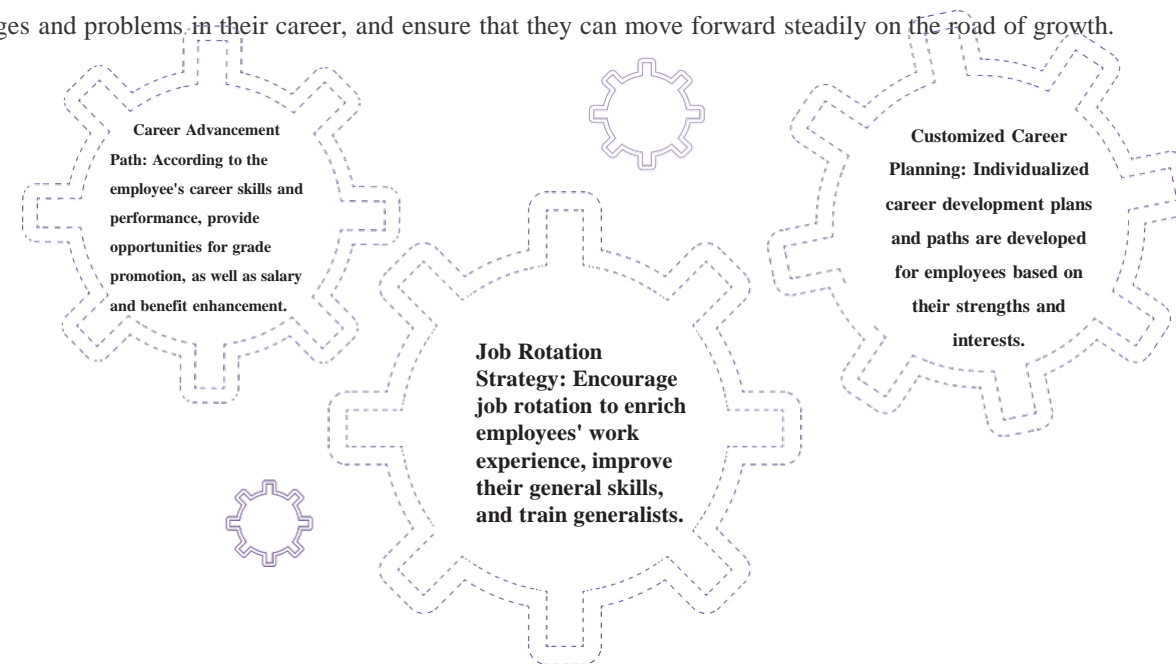 ges and problems in their career, and ensure that they can move forward steadily on the road of growth.
Career Advancement
Path: According to the
employee's career skills and
performance, provide
opportunities for grade
promotion, as well as salary
and benefit enhancement.
Job Rotation
Strategy: Encourage
job rotation to enrich
employees' work
experience, improve
their general skills,
and train generalists.
Customized Career
Planning: Individualized
career development plans
and paths are developed
for employees based on
their strengths and
interests.